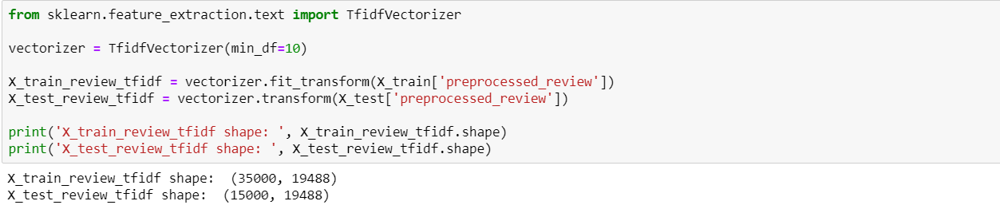 from sklearn.feature_extraction.text import TfidfVectorizer
vectorizer = TfidfVectorizer(min_df=10)
X_train_review_tfidf = vectorizer.fit_transform(X_train['preprocessed_review'])
X_test_review_tfidf = vectorizer.transform(X_test['preprocessed_review'])
print('X_train_review_tfidf shape: ', X_train_review_tfidf.shape)
print('X_test_review_tfidf shape: ', X_test_review_tfidf.shape)
X_train_review_tfidf shape:  (35000, 19488)
X_test_review_tfidf shape:  (15000, 19488)